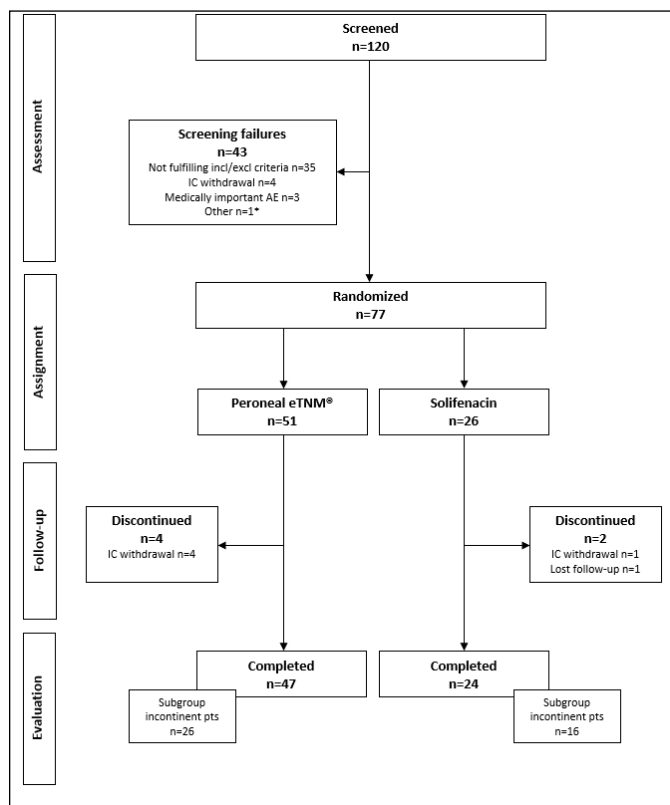 Assessment
Screened
n=120
Screening failures
n=43
Not fulfilling incl/excl criteria n=35
IC withdrawal n=4
Medically important AE n=3
Other n=1*
Assignment
Randomized
n=77
Peroneal eTNM®
n=51
Solifenacin
n=26
Follow-up
Discontinued
n=4
IC withdrawal n=4
Discontinued
n=2
IC withdrawal n=1
Lost follow-up n=1
Evaluation
Completed
n=47
Subgroup
incontinent pts
n=26
Completed
n=24
Subgroup
incontinent pts
n=16